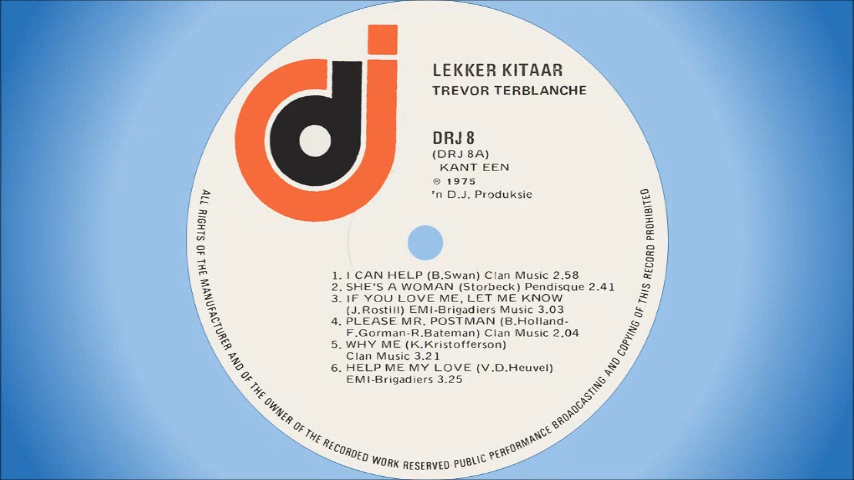 dj
LEKKER KITAAR
TREVOR TERBLANCHE
DRJ 8
(DRJ 8A)
KANT EEN
℗ 1975
'n D.J. Produksie
1. I CAN HELP (B.Swan) Clan Music 2.58
2. SHE'S A WOMAN (Storbeck) Pendisque 2.41
3. IF YOU LOVE ME, LET ME KNOW
(J.Rostill) EMI-Brigadiers Music 3.03
4. PLEASE MR. POSTMAN (B.Holland-
F.Gorman-R.Bateman) Clan Music 2.04
5. WHY ME (K.Kristofferson)
Clan Music 3.21
6. HELP ME MY LOVE (V.D.Heuvel)
EMI-Brigadiers 3.25
ALL RIGHTS OF THE MANUFACTURER AND OF THE OWNER OF THE RECORDED WORK RESERVED PUBLIC PERFORMANCE BROADCASTING AND COPYING OF THIS RECORD PROHIBITED